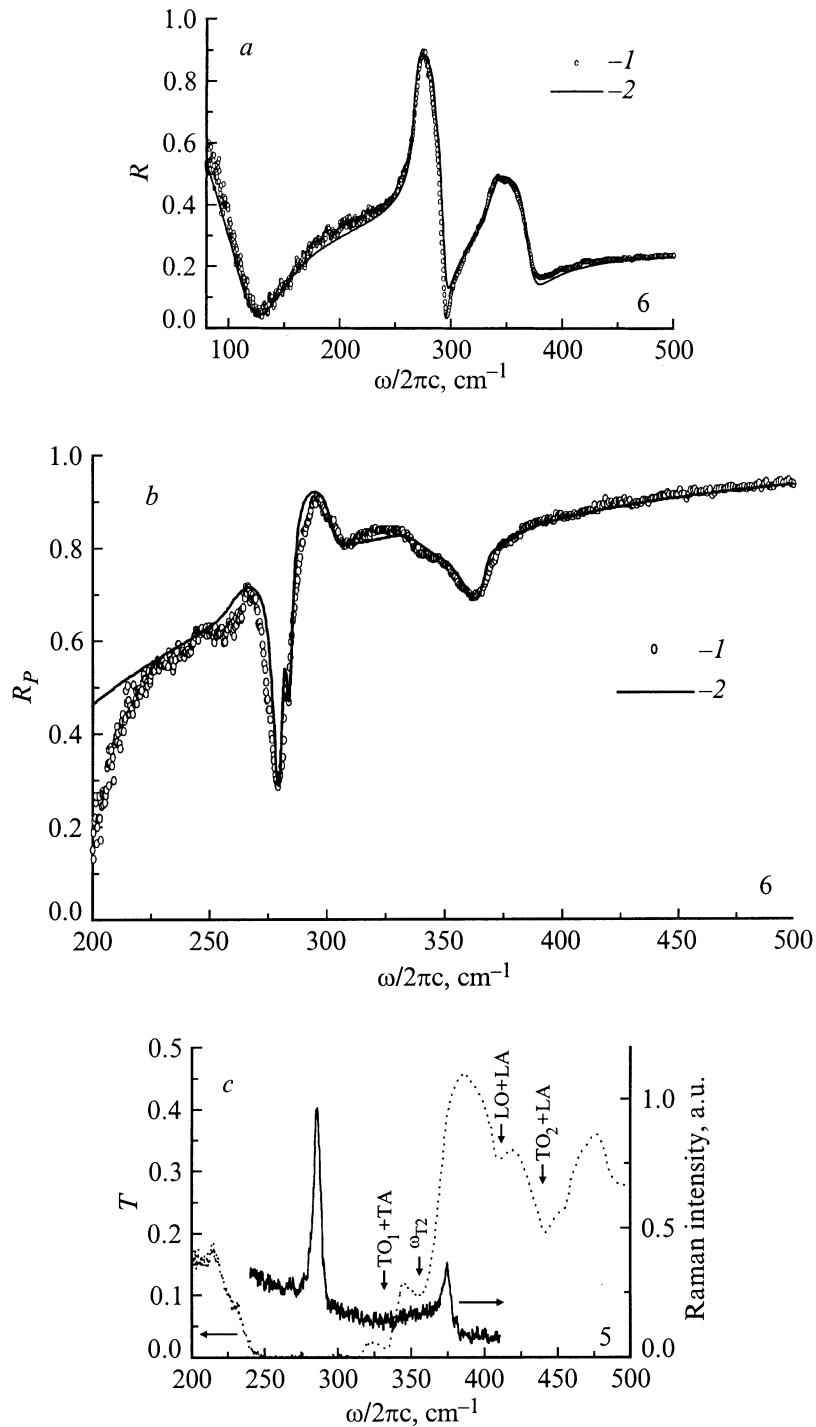 1.0
a
–1
0.8
–2
0.6
R
0.4
0.2
6
0.0
100 200 300 400 500
ω/2πc, cm⁻¹
1.0
b
0.8
0.6
–1
R_P
–2
0.4
0.2
6
0.0
200 250 300 350 400 450 500
ω/2πc, cm⁻¹
0.5
c
LO+LA
TO₂+LA
1.0
0.4
0.3
T
TO₁+TA
ω_T2
0.5
Raman intensity, a.u.
0.2
0.1
5
0.0
0.0
200 250 300 350 400 450 500
ω/2πc, cm⁻¹